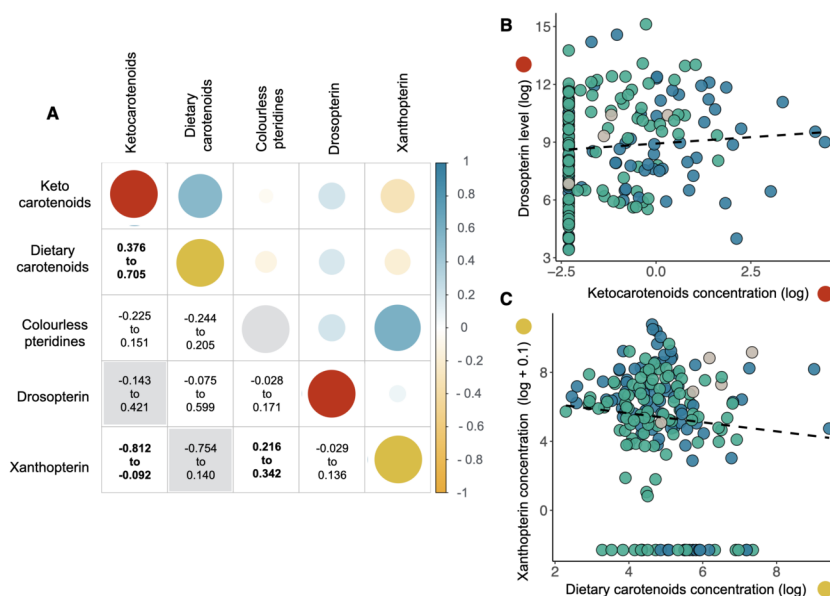 A
Ketocarotenoids
Dietary
carotenoids
Colourless
pteridines
Drosopterin
Xanthopterin
Keto
carotenoids
Dietary
carotenoids
0.376
to
0.705
Colourless
pteridines
-0.225
to
0.151
-0.244
to
0.205
Drosopterin
-0.143
to
0.421
-0.075
to
0.599
-0.028
to
0.171
Xanthopterin
-0.812
to
-0.092
-0.754
to
0.140
0.216
to
0.342
-0.029
to
0.136
1
0.8
0.6
0.4
0.2
0
- 0.2
- 0.4
- 0.6
- 0.8
-1
B
Drosopterin level (log)
15
12
9
6
3
−2.5
0.0
2.5
Ketocarotenoids concentration (log)
C
Xanthopterin concentration (log + 0.1)
8
4
0
2
4
6
8
Dietary carotenoids concentration (log)